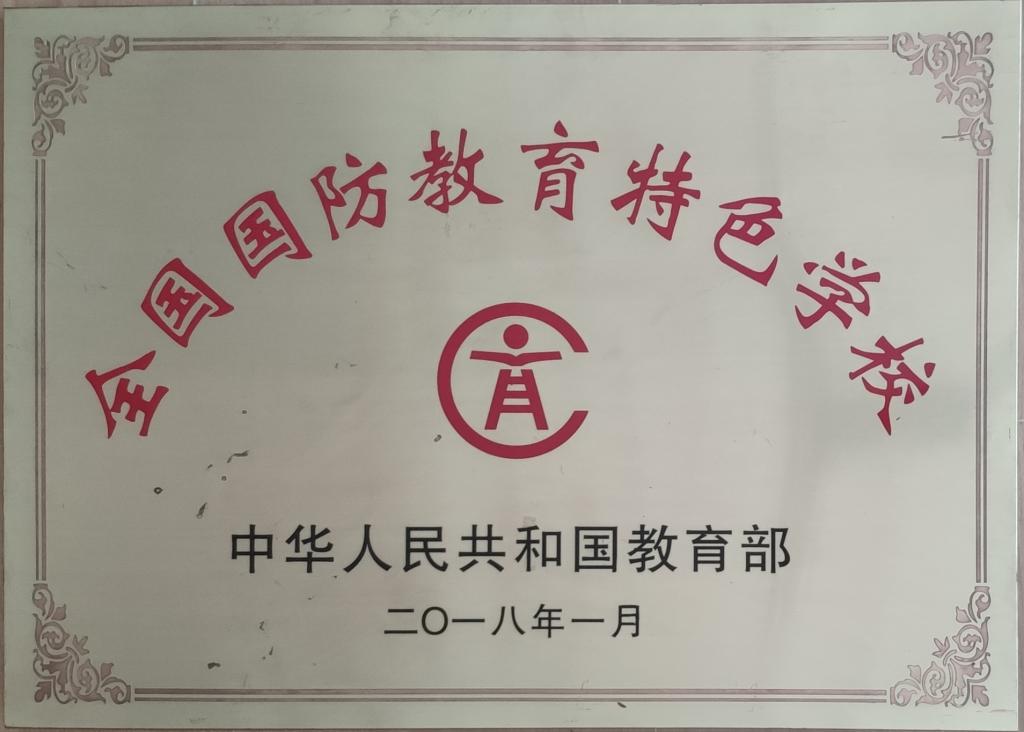 全国国防教育特色学校
中华人民共和国教育部
二〇一八年一月